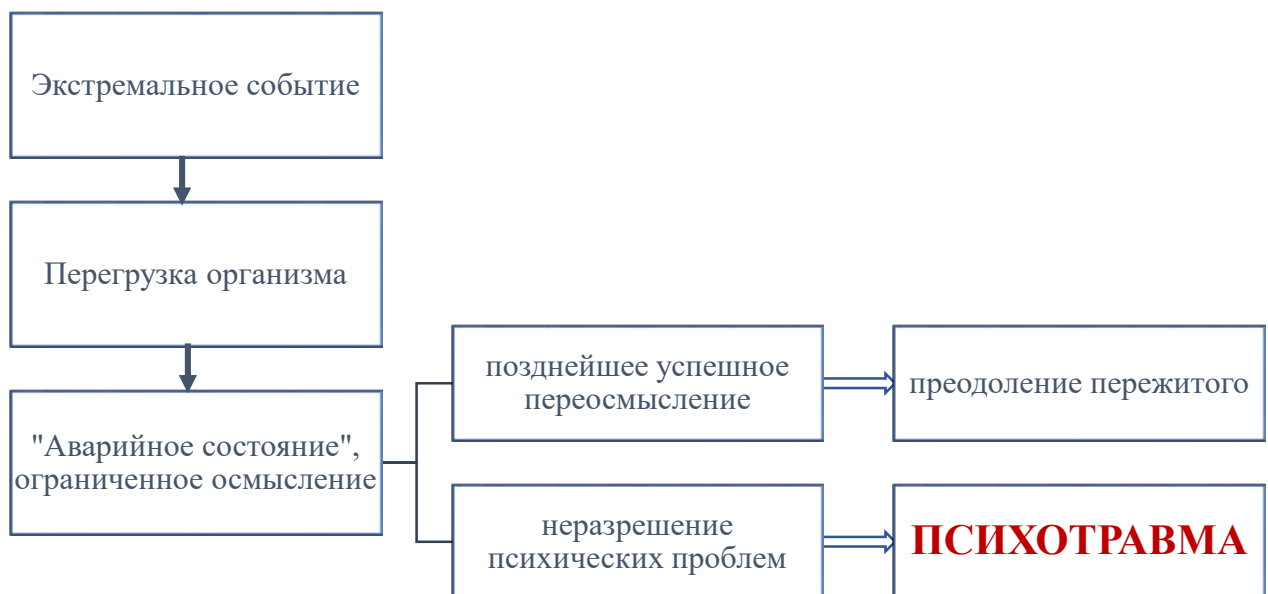 Экстремальное событие
Перегрузка организма
"Аварийное состояние",
ограниченное осмысление
позднейшее успешное
переосмысление
преодоление пережитого
неразрешение
психических проблем
ПСИХОТРАВМА